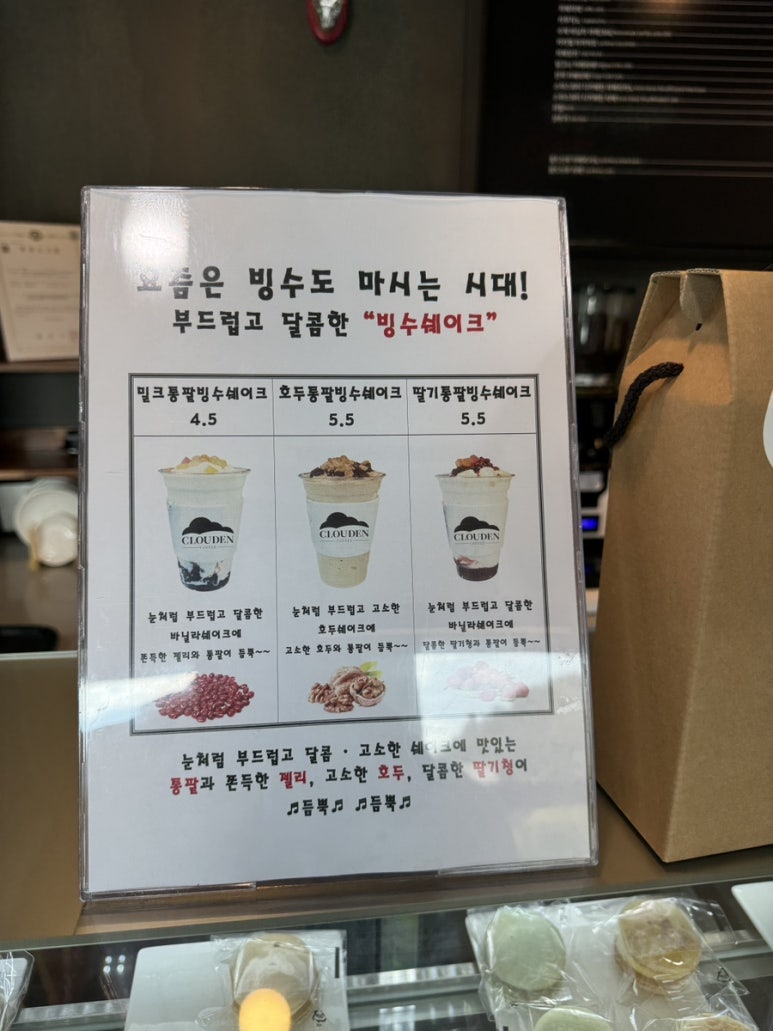 요즘은 빙수도 마시는 시대!
부드럽고 달콤한 “빙수쉐이크”
밀크통팥빙수쉐이크
4.5
호두통팥빙수쉐이크
5.5
딸기통팥빙수쉐이크
5.5
CLOUDEN
COFFEE
CLOUDEN
COFFEE
CLOUDEN
COFFEE
눈처럼 부드럽고 달콤한
바닐라쉐이크에
쫀득한 젤리와 통팥이 듬뿍~~
눈처럼 부드럽고 고소한
호두쉐이크에
고소한 호두와 통팥이 듬뿍~~
눈처럼 부드럽고 달콤한
바닐라쉐이크에
달콤한 딸기청과 통팥이 듬뿍~~
눈처럼 부드럽고 달콤 · 고소한 쉐이크에 맛있는
통팥과 쫀득한 젤리, 고소한 호두, 달콤한 딸기청이
♬듬뿍♬ ♬듬뿍♬